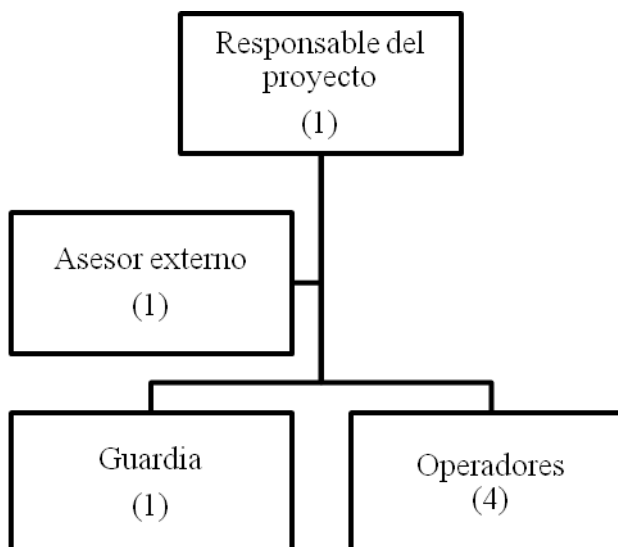 Responsable del
proyecto
(1)
Asesor externo
(1)
Guardia
(1)
Operadores
(4)